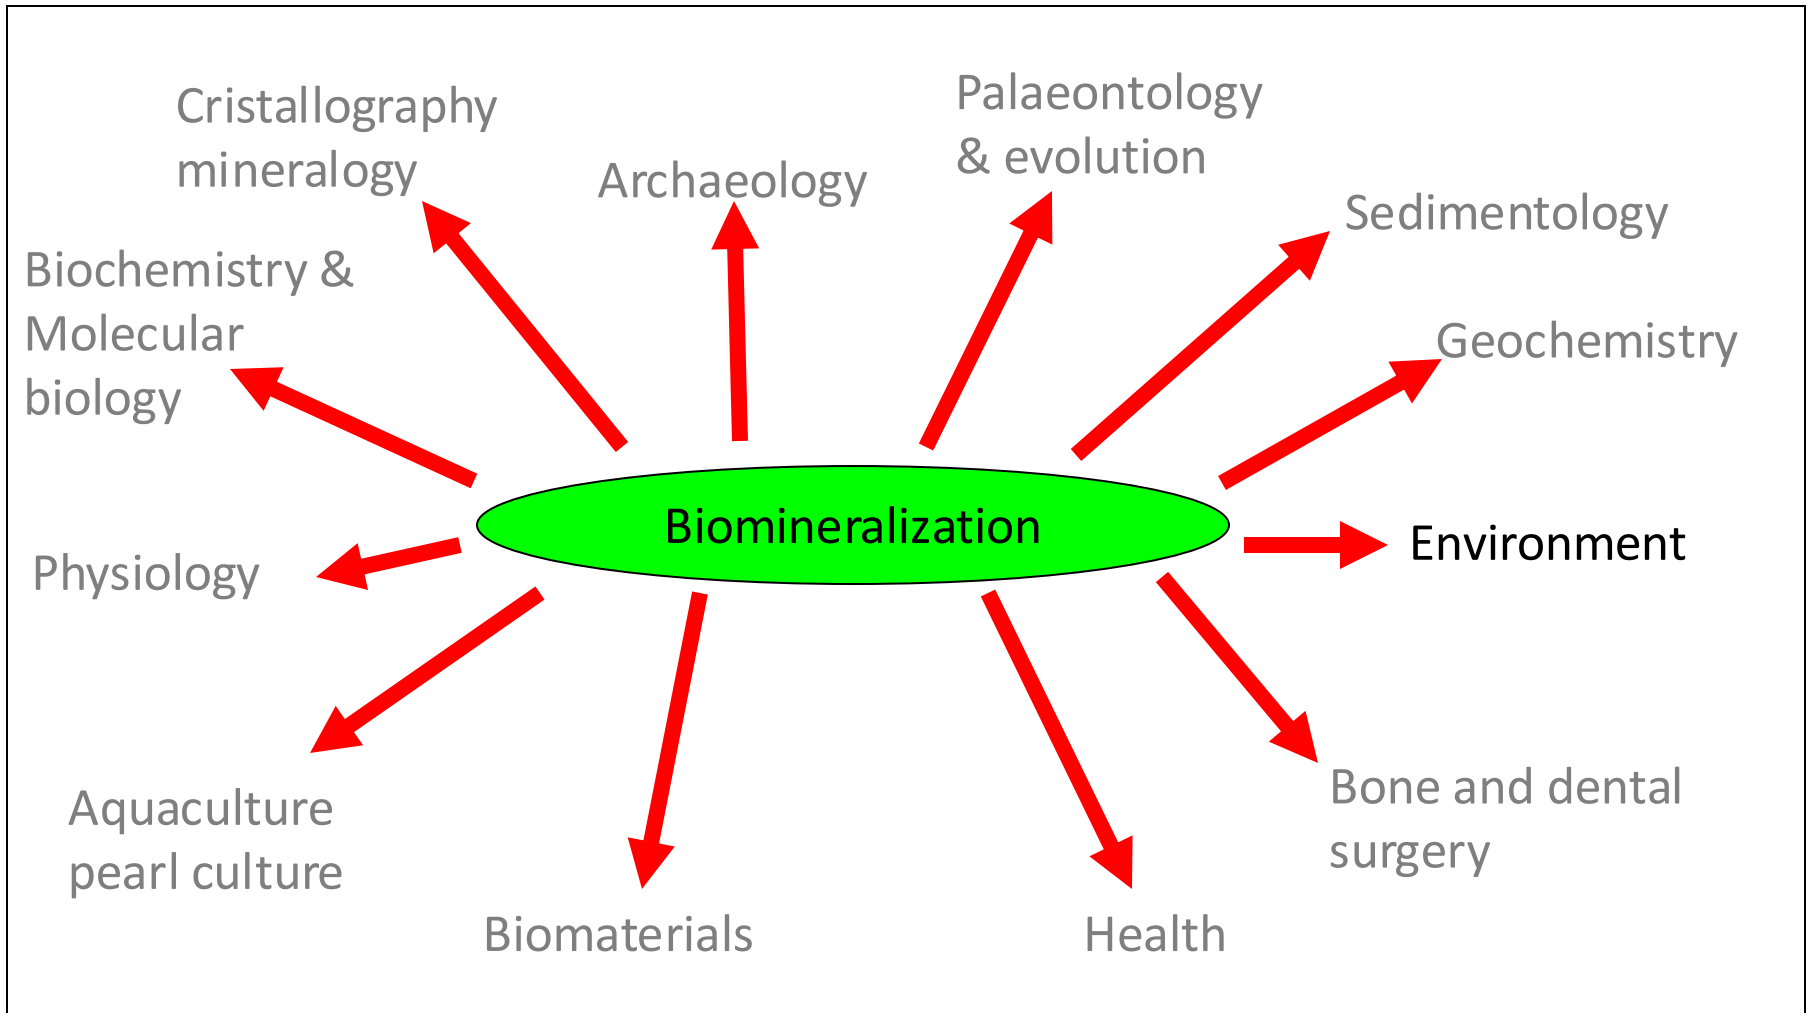 Cristallography
mineralogy
Archaeology
Palaeontology
& evolution
Sedimentology
Biochemistry &
Molecular
biology
Geochemistry
Biomineralization
Environment
Physiology
Aquaculture
pearl culture
Bone and dental
surgery
Biomaterials
Health